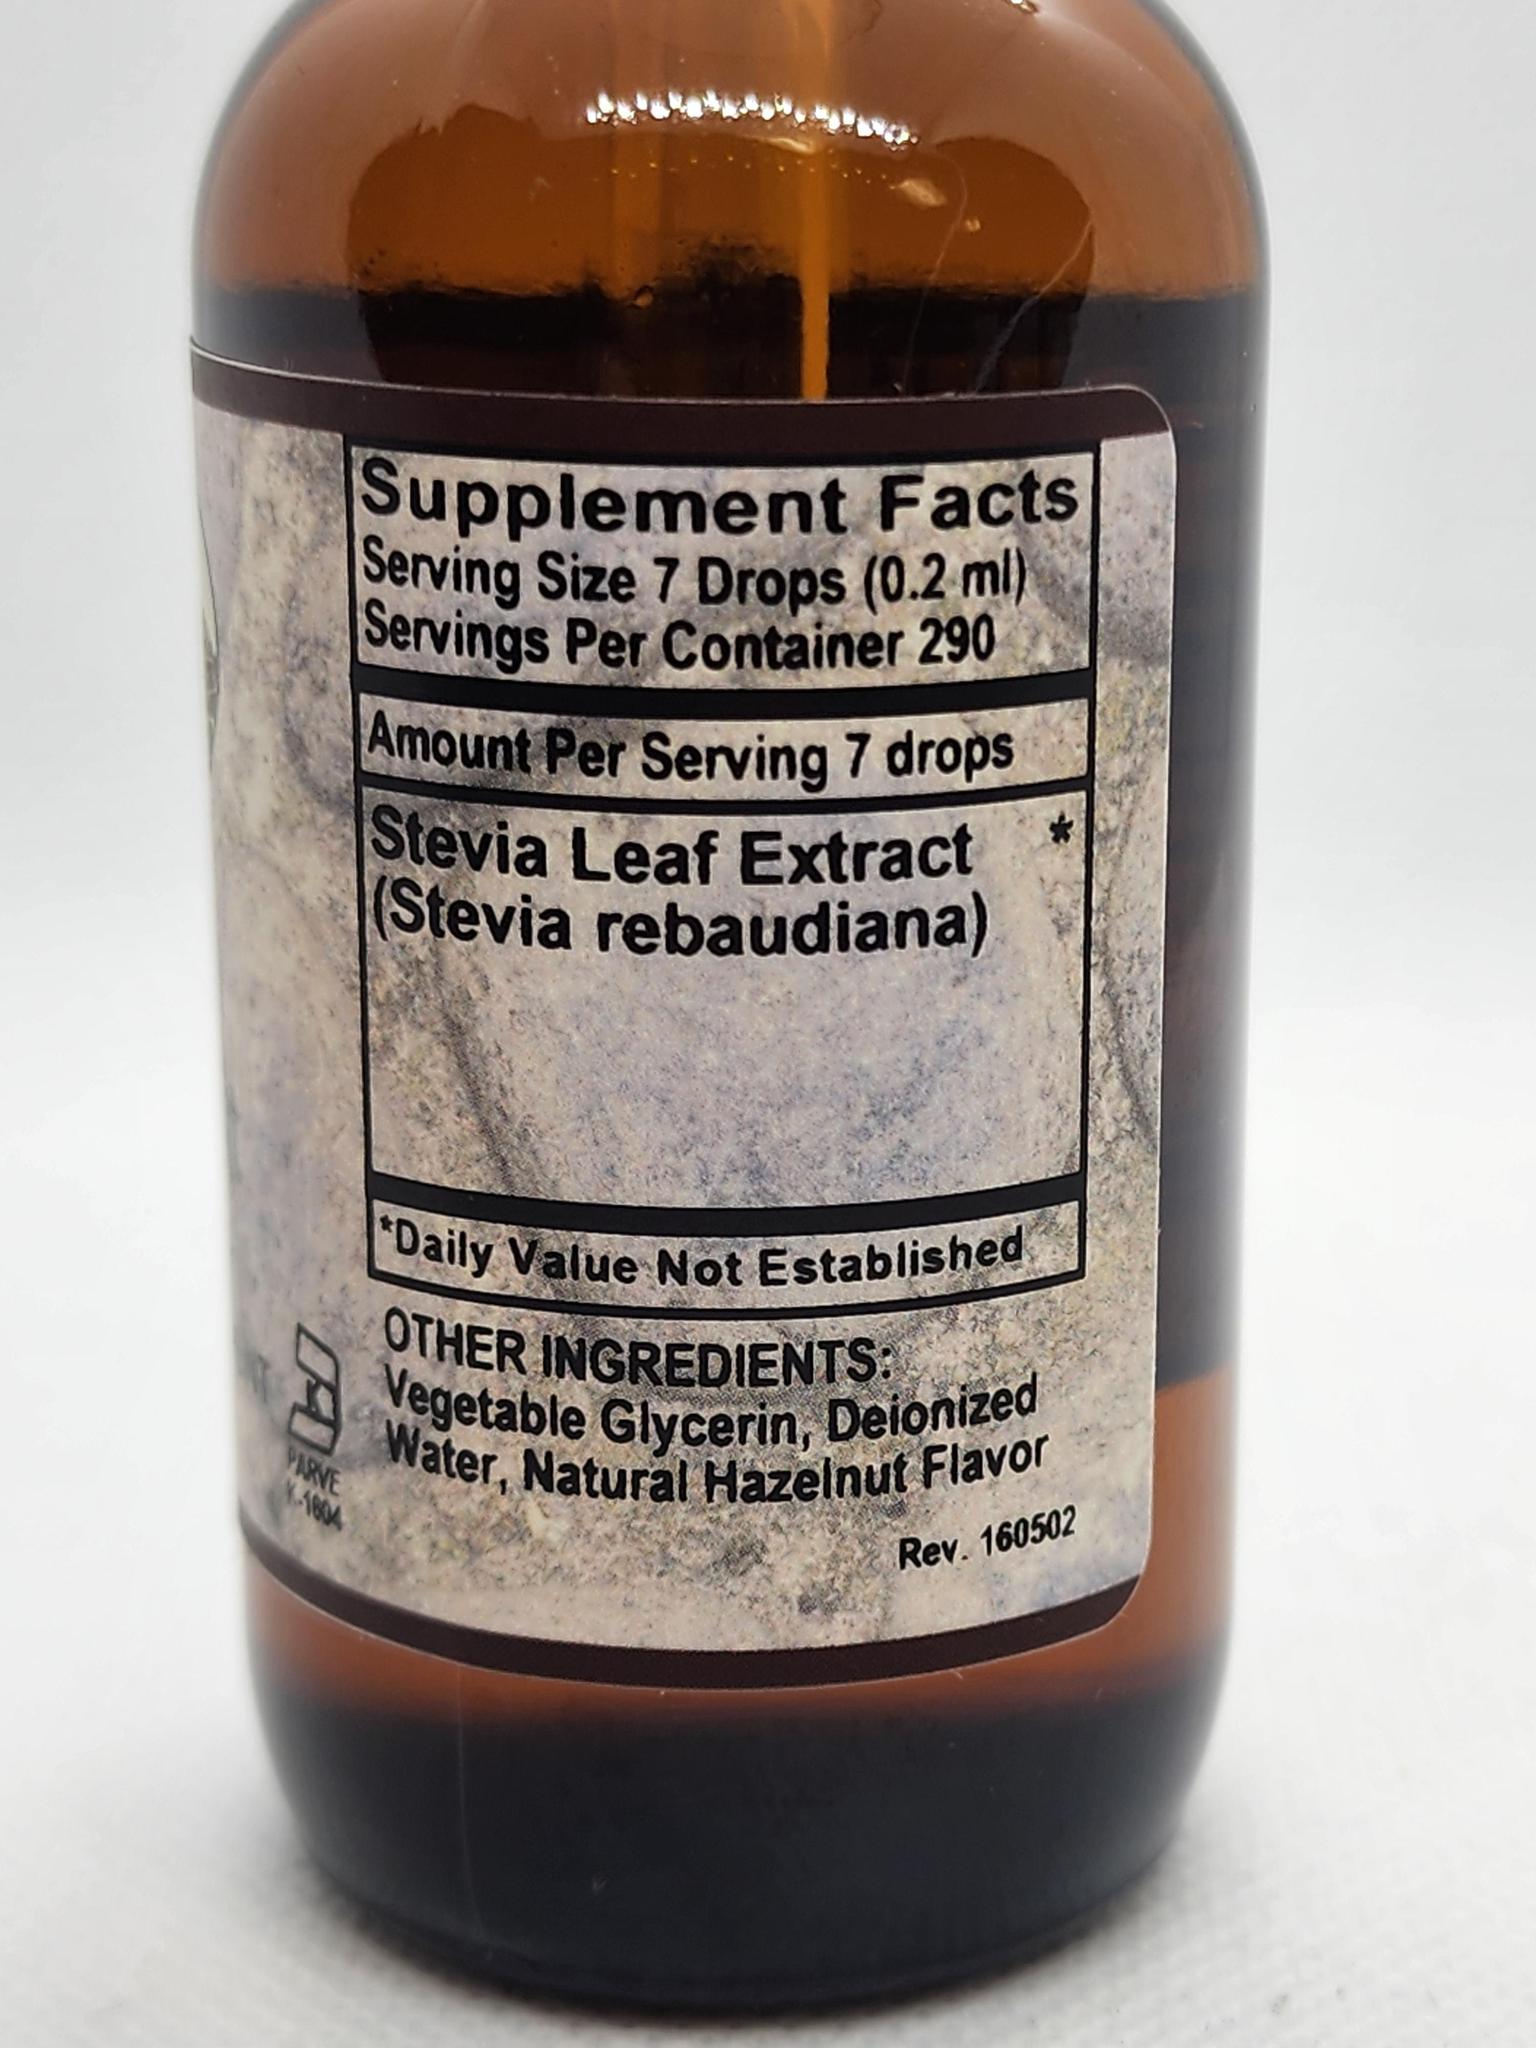 Supplement Facts
Serving Size 7 Drops (0.2 ml)
Servings Per Container 290
Amount Per Serving 7 drops
Stevia Leaf Extract *
(Stevia rebaudiana)
*Daily Value Not Established
OTHER INGREDIENTS:
Vegetable Glycerin, Deionized
Water, Natural Hazelnut Flavor
Rev. 160502
K
PARVE
K-1604